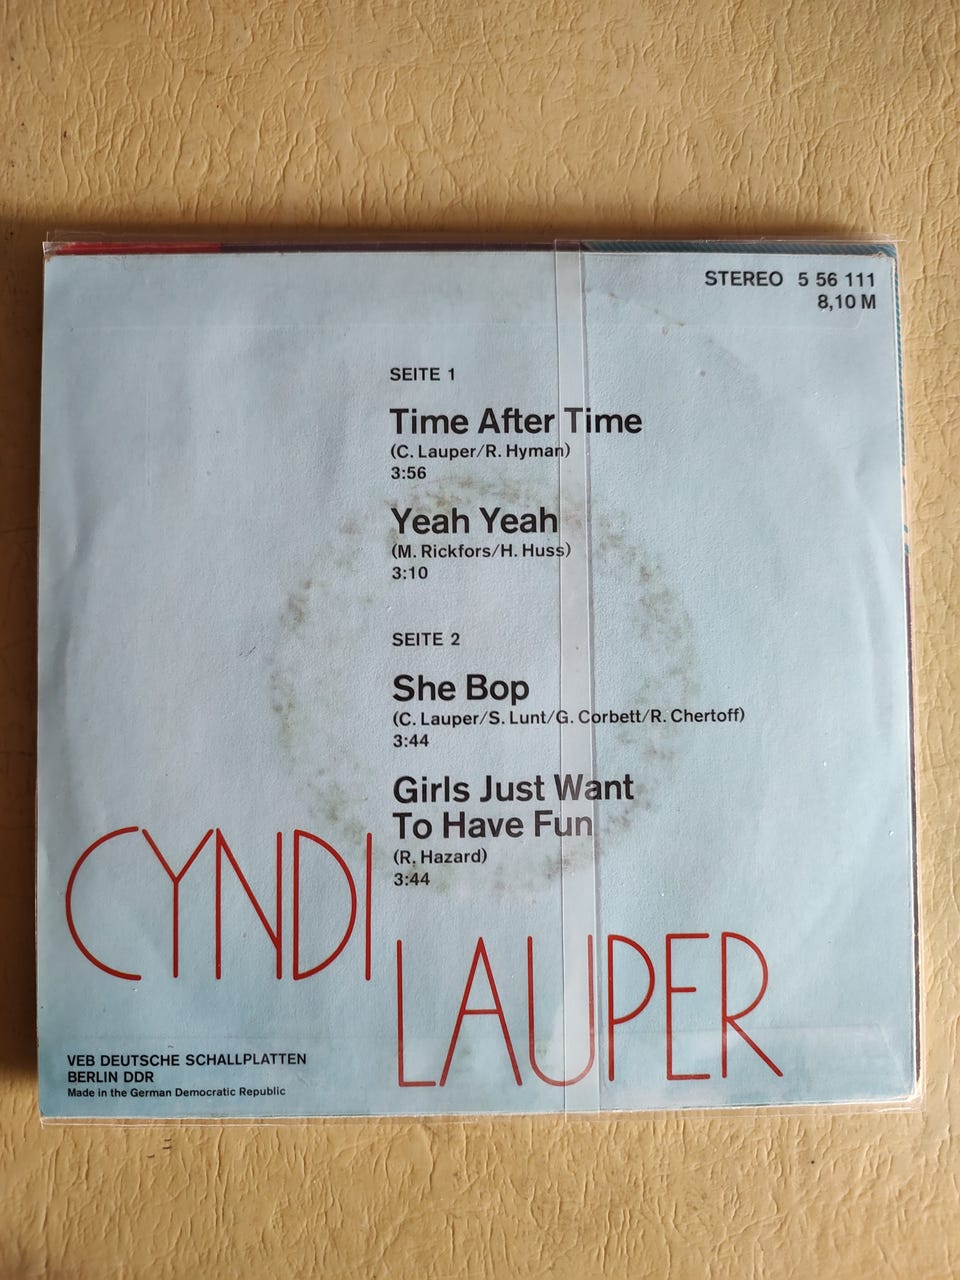 STEREO 5 56 111
8,10 M
SEITE 1
Time After Time
(C. Lauper/R. Hyman)
3:56
Yeah Yeah
(M. Rickfors/H. Huss)
3:10
SEITE 2
She Bop
(C. Lauper/S. Lunt/G. Corbett/R. Chertoff)
3:44
Girls Just Want
To Have Fun
(R. Hazard)
3:44
CYNDI
LAUPER
VEB DEUTSCHE SCHALLPLATTEN
BERLIN DDR
Made in the German Democratic Republic